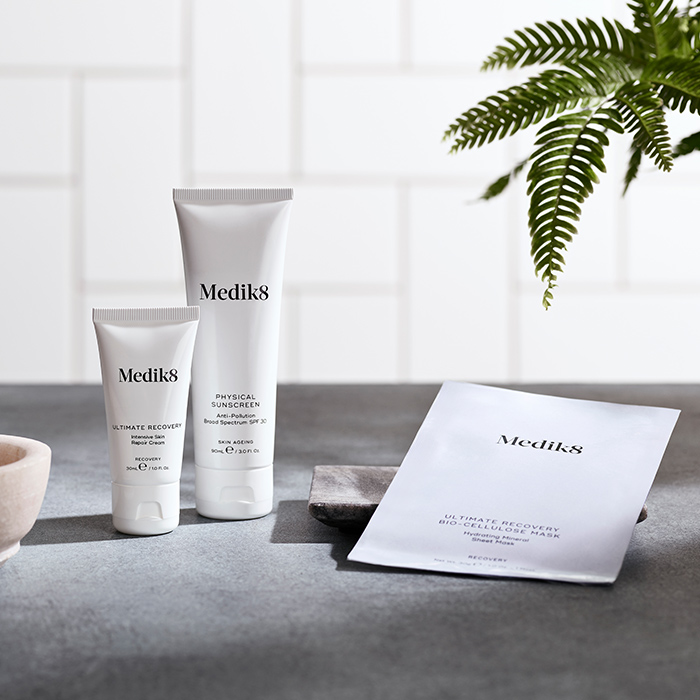 Medik8
ULTIMATE RECOVERY
Intensive Skin
Repair Cream
RECOVERY
30mL ℮ / 1.0 Fl. Oz.
Medik8
PHYSICAL
SUNSCREEN
Anti-Pollution
Broad Spectrum SPF 30
SKIN AGEING
90mL ℮ / 3.0 Fl. Oz.
Medik8
ULTIMATE RECOVERY
BIO-CELLULOSE MASK
Hydrating Mineral
Sheet Mask
RECOVERY